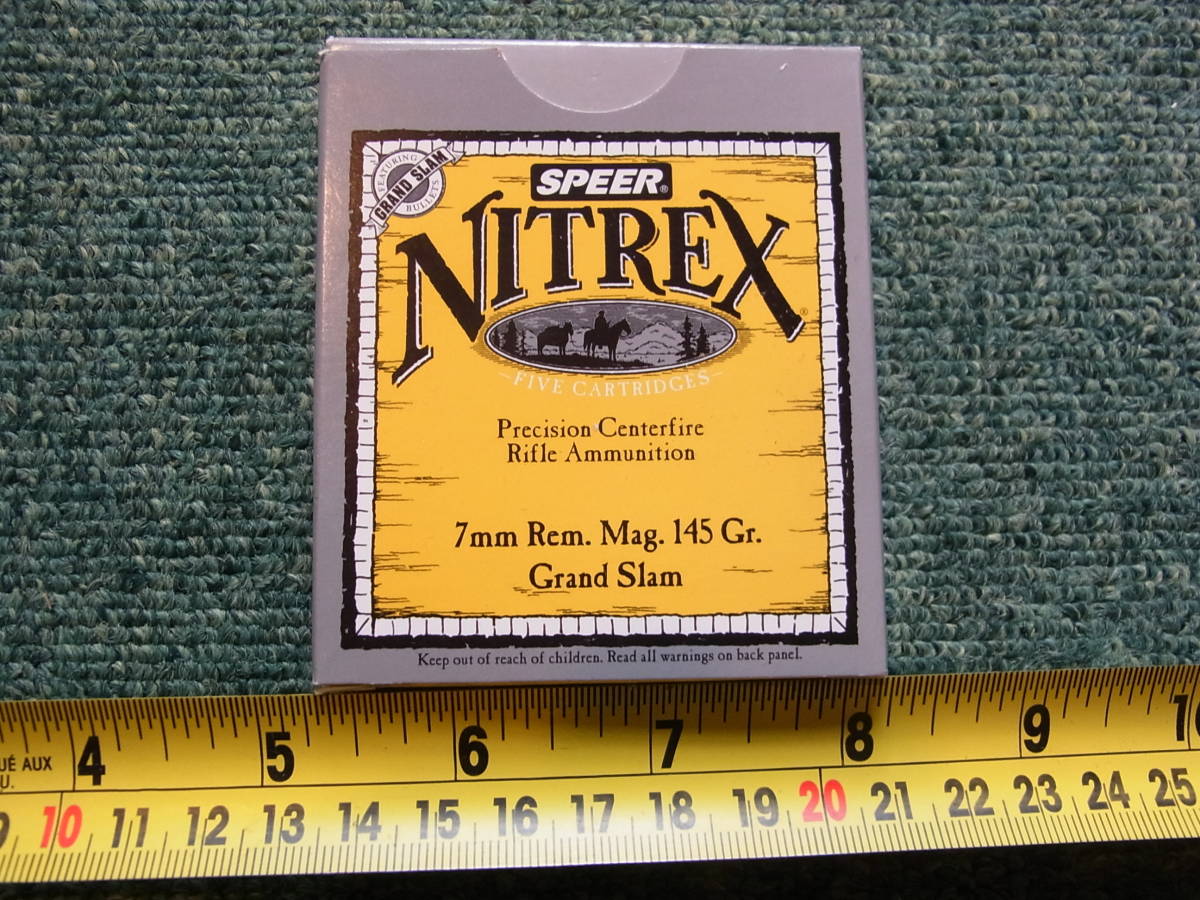 FEATURING
GRAND SLAM
BULLETS
SPEER®
NITREX®
FIVE CARTRIDGES
Precision Centerfire
Rifle Ammunition
7mm Rem. Mag. 145 Gr.
Grand Slam
Keep out of reach of children. Read all warnings on back panel.
UÉ AUX 4 5 6 7 8 9 1
U.
9 10 11 12 13 14 15 16 17 18 19 20 21 22 23 24 25